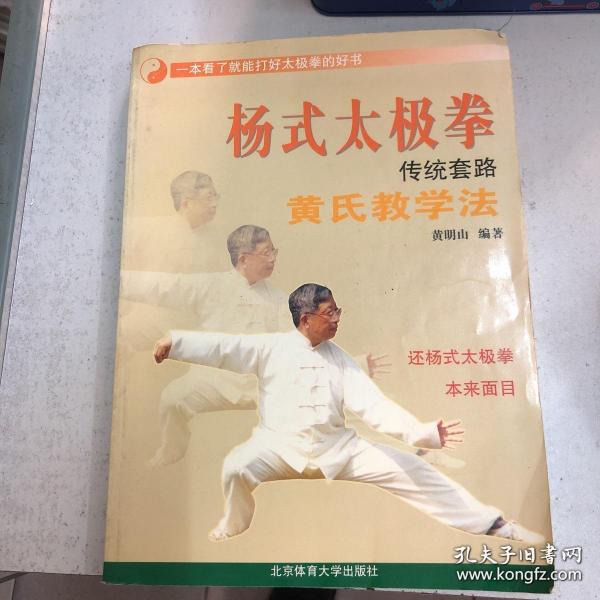 一本看了就能打好太极拳的好书
杨式太极拳
传统套路
黄氏教学法
黄明山 编著
还杨式太极拳
本来面目
北京体育大学出版社
孔夫子旧书网
www.kongfz.com